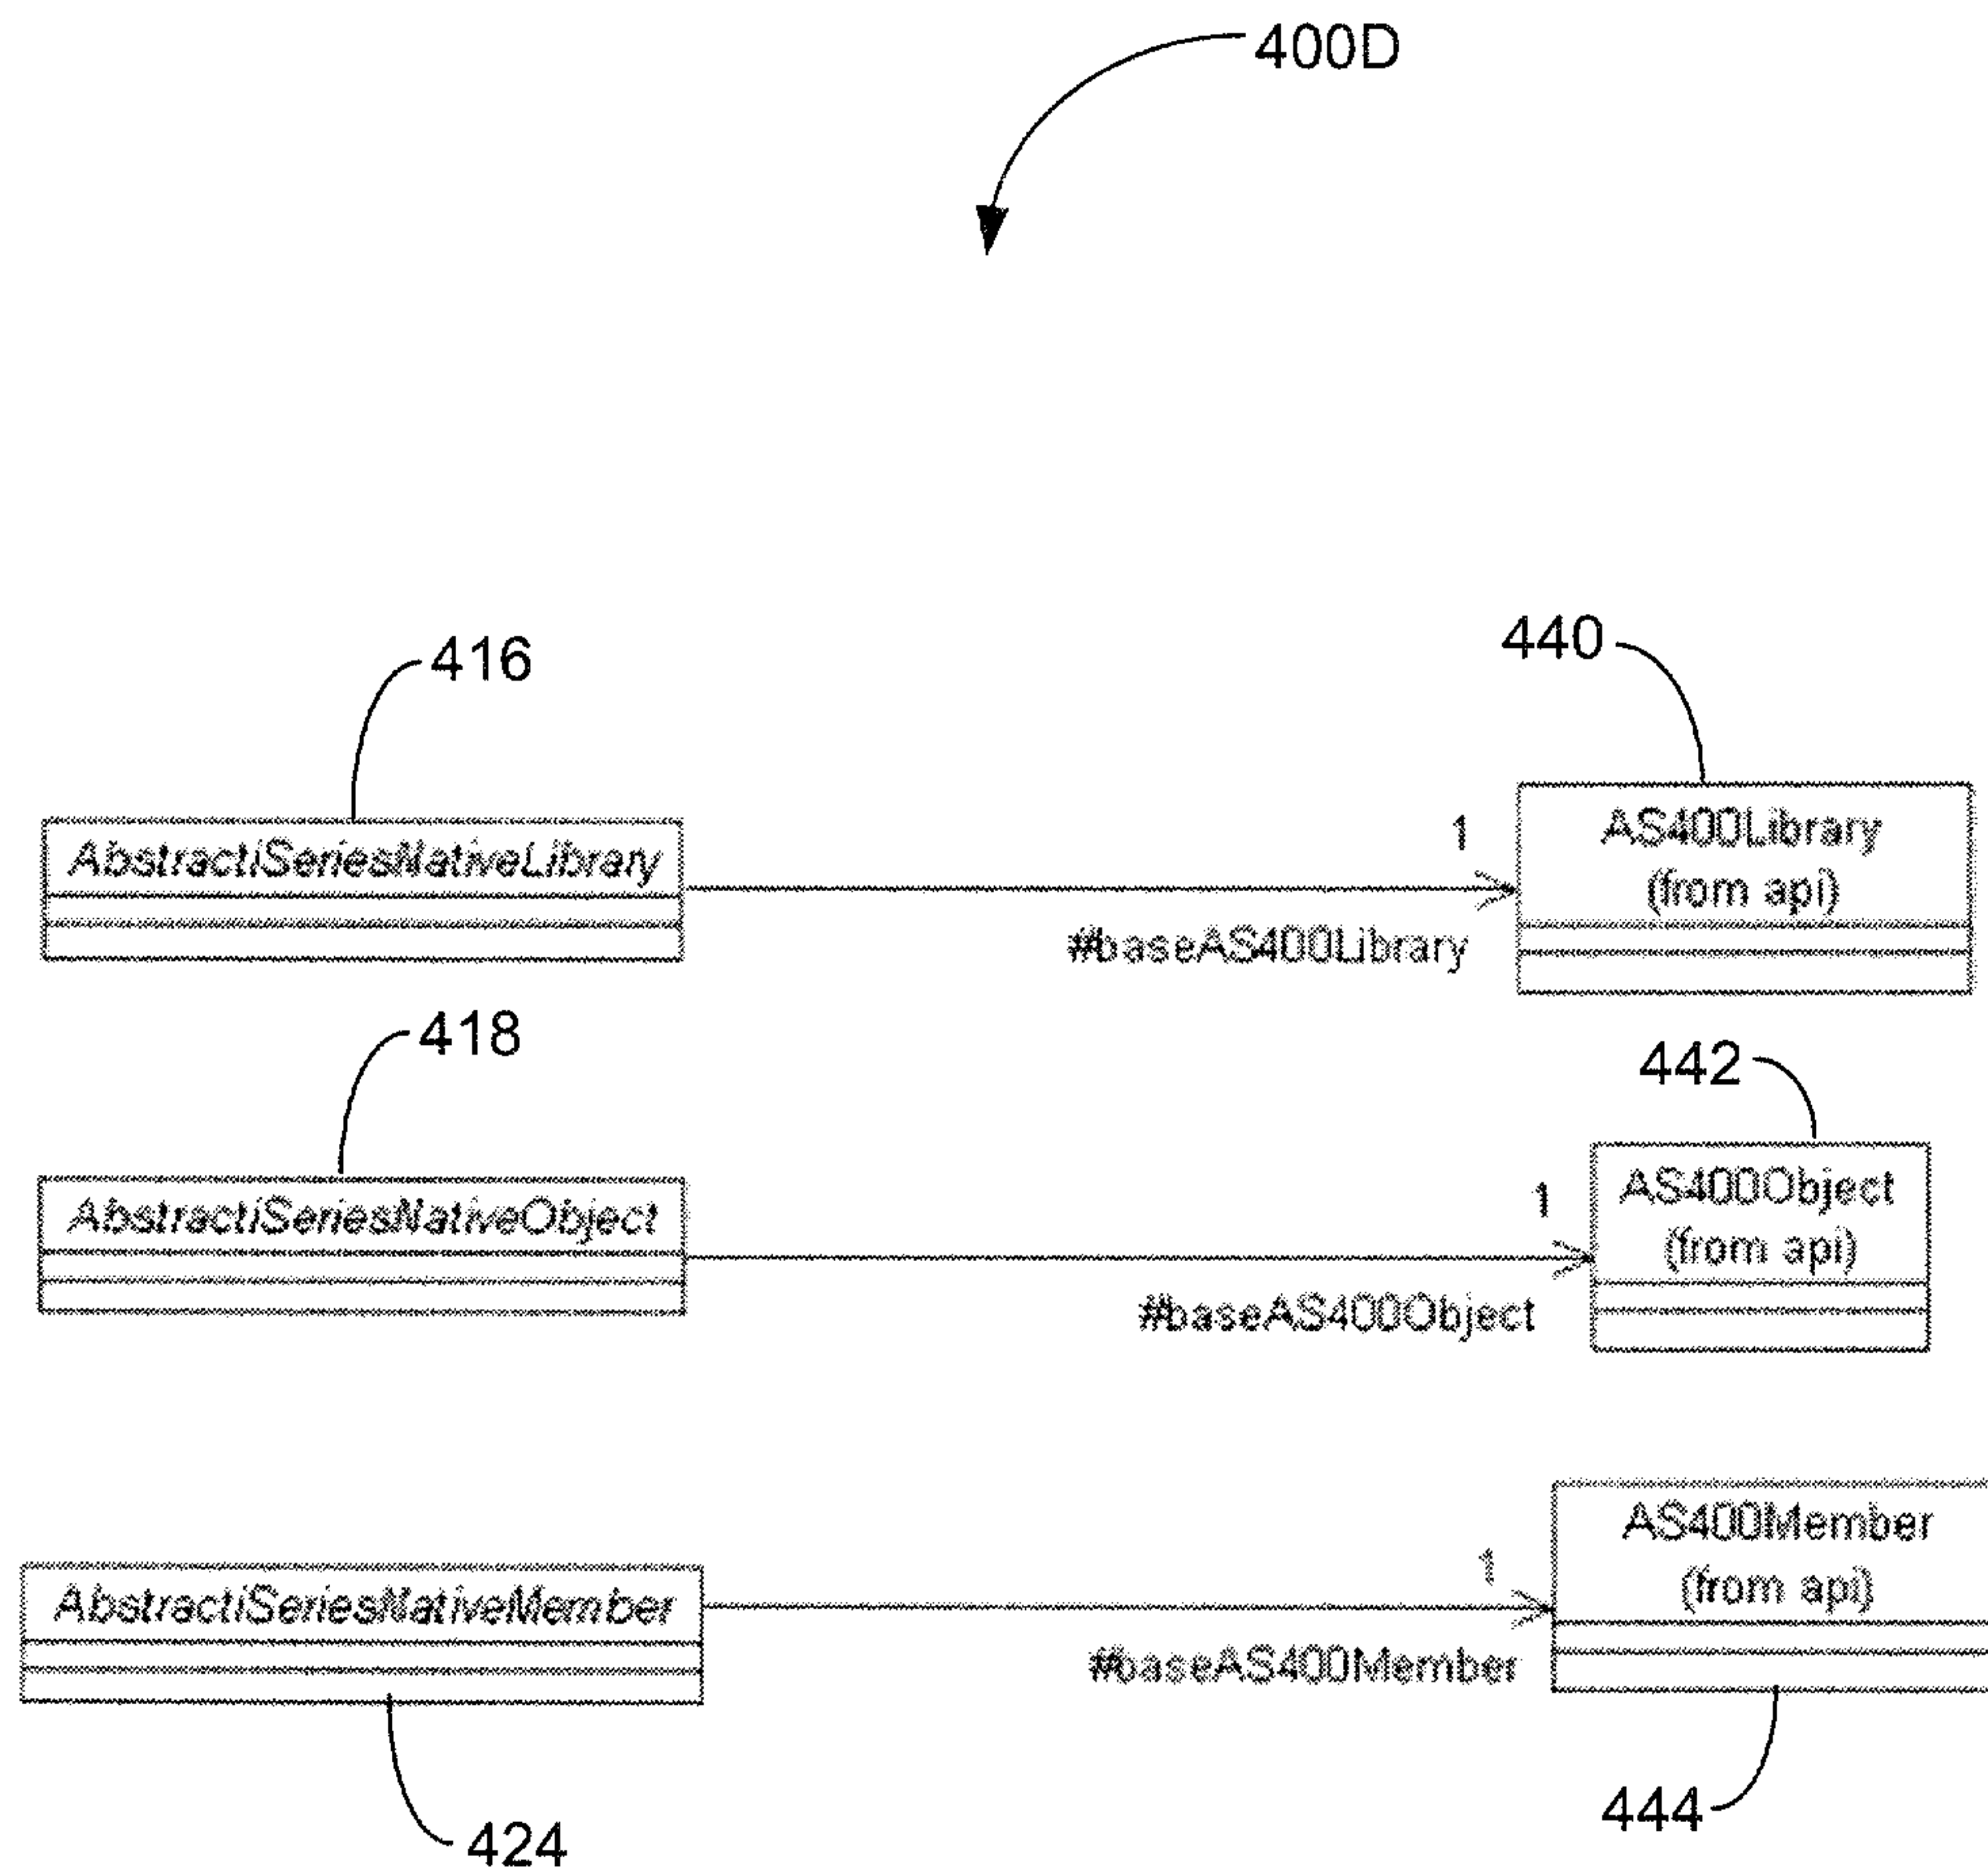 400D
416
440
AbstractiSeriesNativeLibrary
1
AS400Library
(from api)
#baseAS400Library
418
442
AbstractiSeriesNativeObject
1
AS400Object
(from api)
#baseAS400Object
AbstractiSeriesNativeMember
1
AS400Member
(from api)
#baseAS400Member
424
444